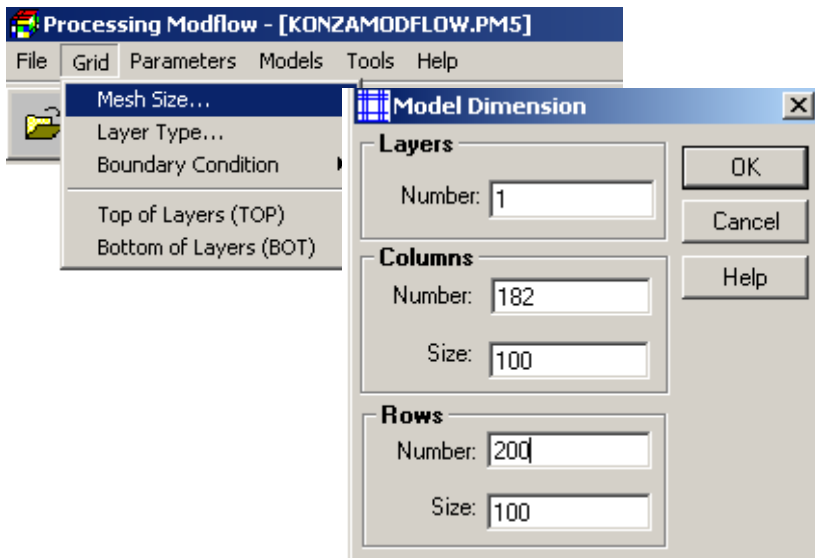 Processing Modflow - [KONZAMODFLOW.PM5]
File Grid Parameters Models Tools Help
Mesh Size...
Layer Type...
Boundary Condition
Top of Layers (TOP)
Bottom of Layers (BOT)
Model Dimension
Layers
Number: 1
Columns
Number: 182
Size: 100
Rows
Number: 200
Size: 100
OK
Cancel
Help